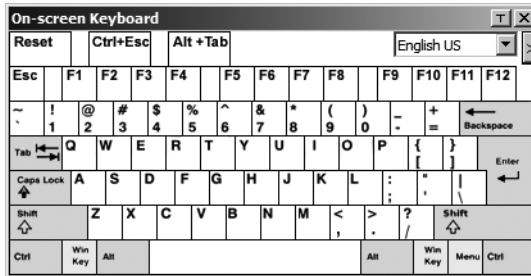 On-screen Keyboard T X
Reset Ctrl+Esc Alt +Tab English US
Esc F1 F2 F3 F4 F5 F6 F7 F8 F9 F10 F11 F12
~ ! @ # $ % ^ & * ( ) _ +
` 1 2 3 4 5 6 7 8 9 0 - = Backspace
Tab Q W E R T Y U I O P { }
[ ] Enter
Caps Lock A S D F G H J K L : " |
; ' \
Shift Z X C V B N M < > ? Shift
, . /
Ctrl Win Key Alt Alt Win Key Menu Ctrl